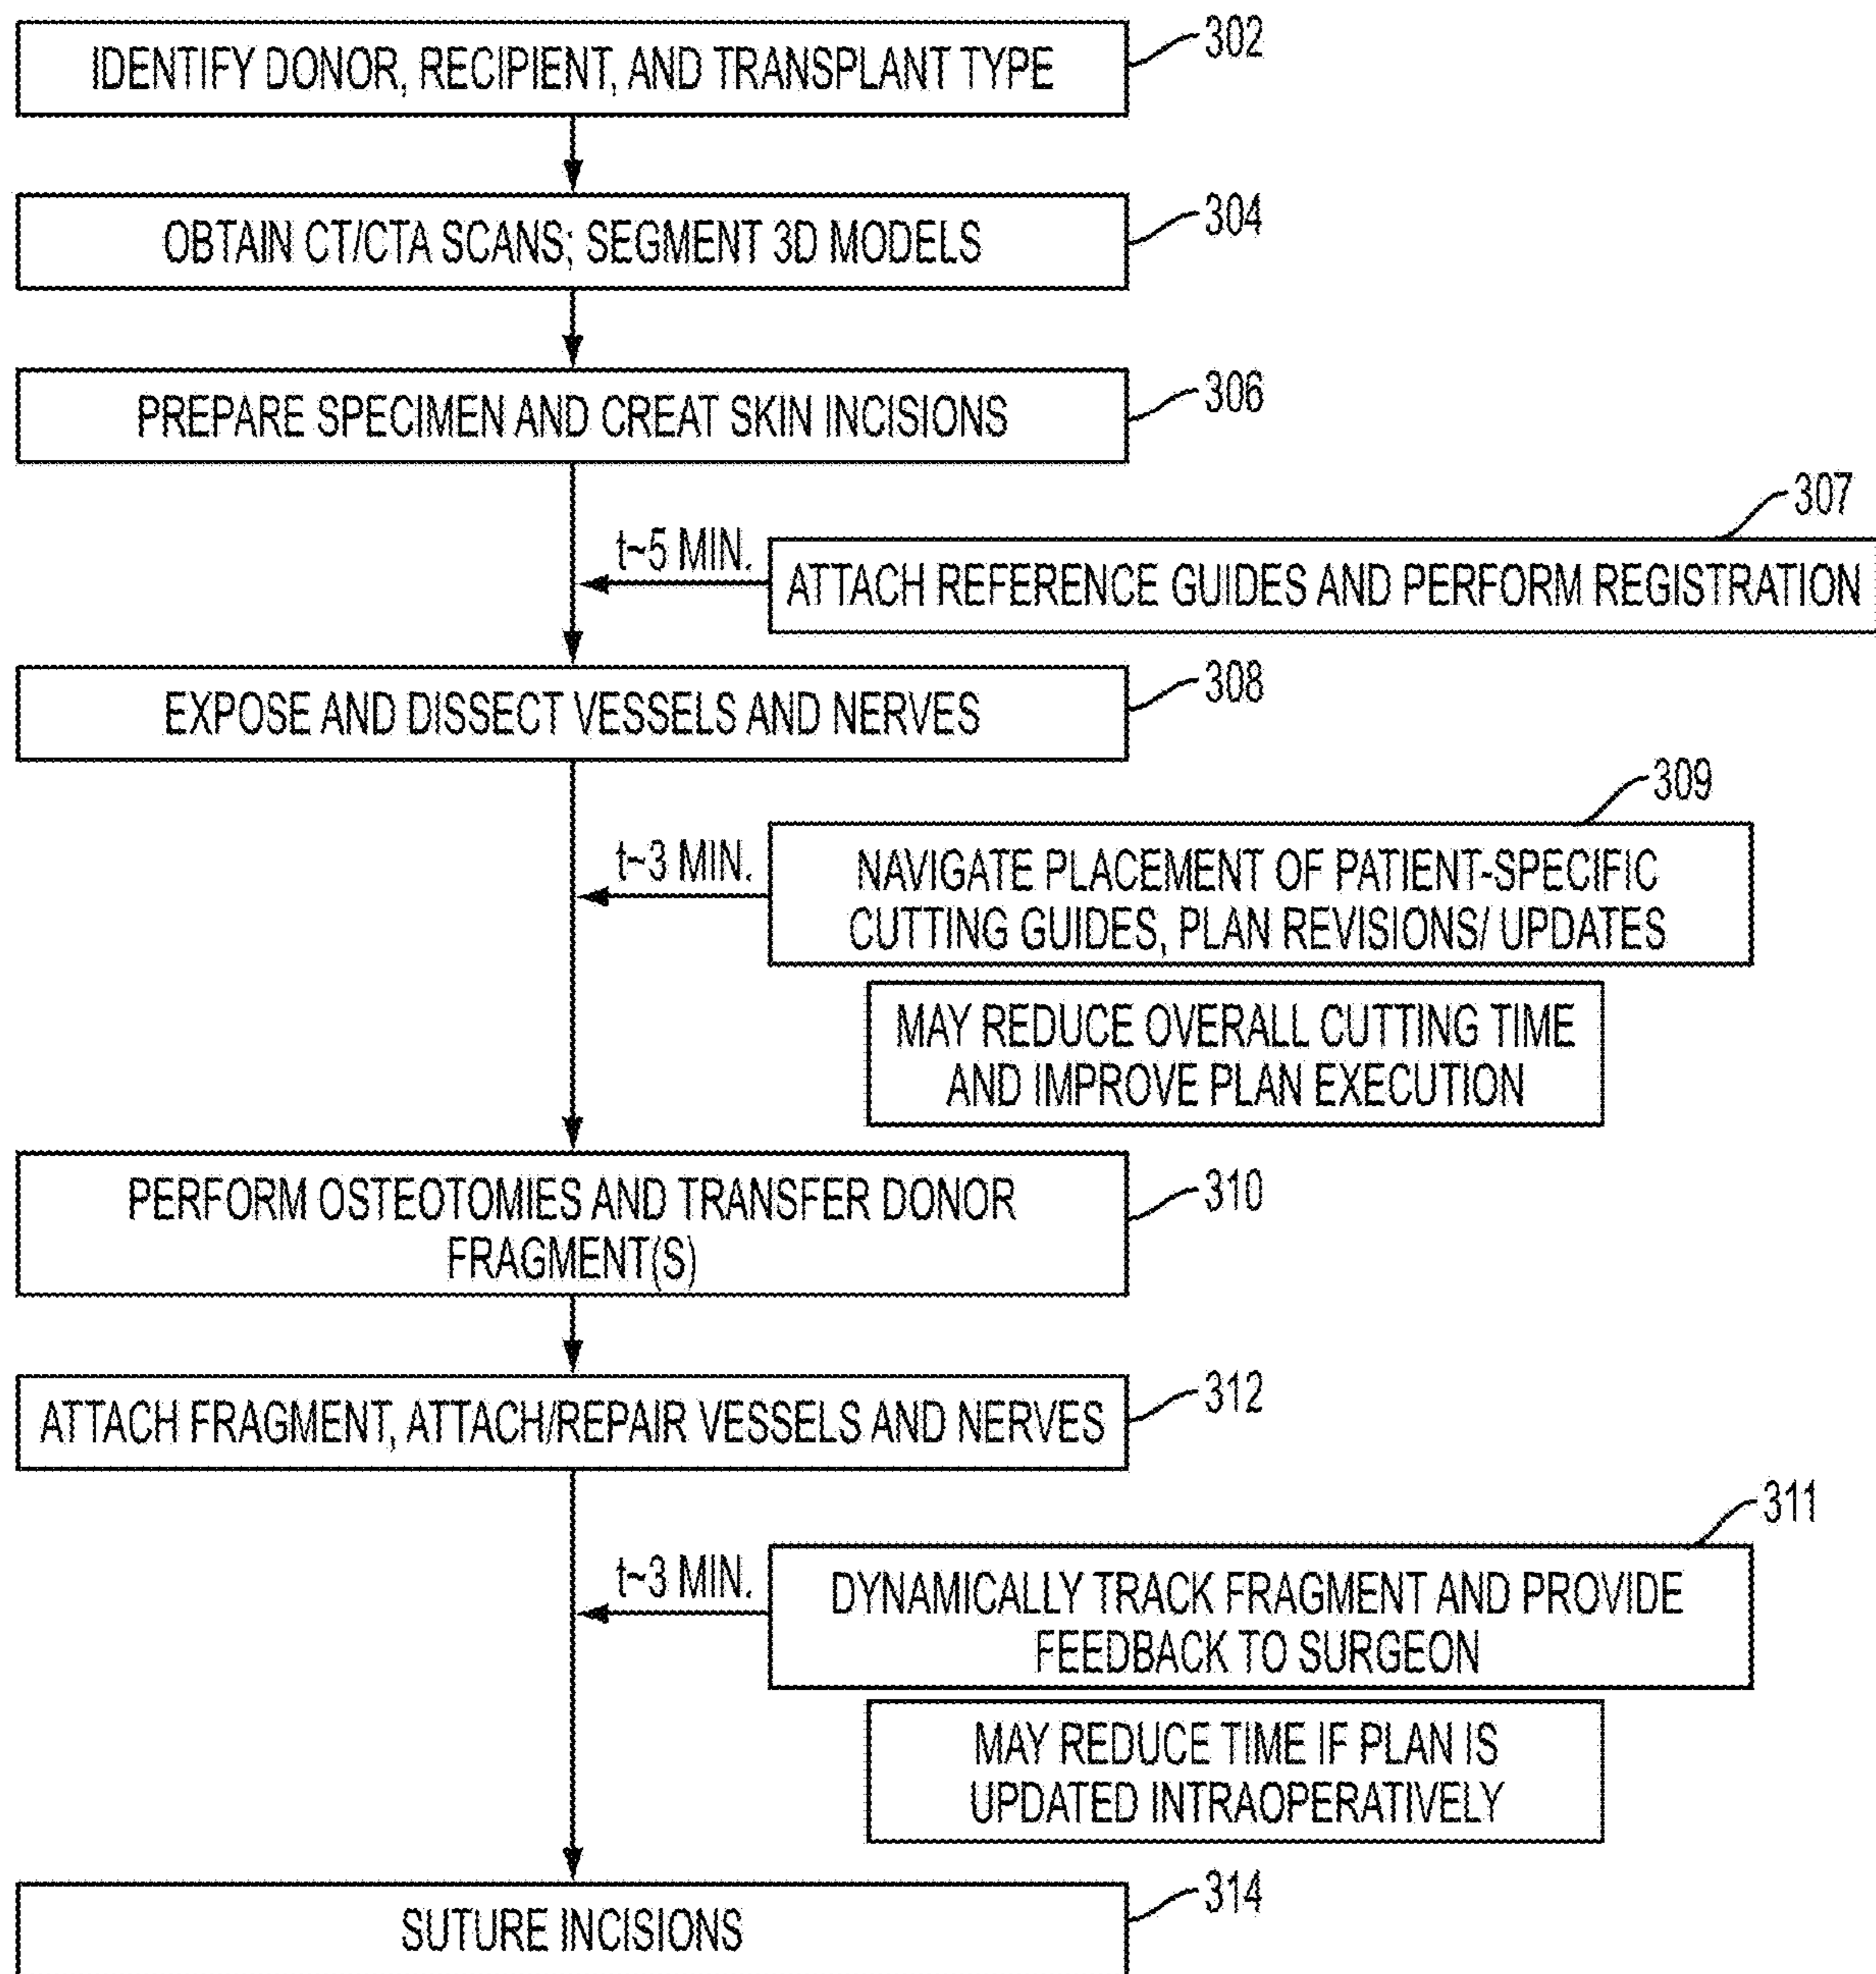 IDENTIFY DONOR, RECIPIENT, AND TRANSPLANT TYPE
302
OBTAIN CT/CTA SCANS; SEGMENT 3D MODELS
304
PREPARE SPECIMEN AND CREAT SKIN INCISIONS
306
307
t~5 MIN.
ATTACH REFERENCE GUIDES AND PERFORM REGISTRATION
EXPOSE AND DISSECT VESSELS AND NERVES
308
309
t~3 MIN.
NAVIGATE PLACEMENT OF PATIENT-SPECIFIC
CUTTING GUIDES, PLAN REVISIONS/ UPDATES
MAY REDUCE OVERALL CUTTING TIME
AND IMPROVE PLAN EXECUTION
PERFORM OSTEOTOMIES AND TRANSFER DONOR
FRAGMENT(S)
310
ATTACH FRAGMENT, ATTACH/REPAIR VESSELS AND NERVES
312
311
t~3 MIN.
DYNAMICALLY TRACK FRAGMENT AND PROVIDE
FEEDBACK TO SURGEON
MAY REDUCE TIME IF PLAN IS
UPDATED INTRAOPERATIVELY
SUTURE INCISIONS
314